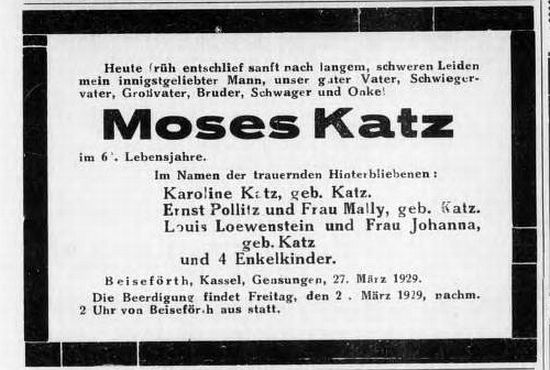 Heute früh entschlief sanft nach langem, schweren Leiden
mein innigstgeliebter Mann, unser guter Vater, Schwieger-
vater, Großvater, Bruder, Schwager und Onkel
Moses Katz
im Lebensjahre.
Im Namen der trauernden Hinterbliebenen:
Karoline Katz, geb. Katz.
Ernst Pollitz und Frau Mally, geb. Katz.
Louis Loewenstein und Frau Johanna,
geb. Katz
und 4 Enkelkinder.
Beiseförth, Kassel, Gensungen, 27. März 1929.
Die Beerdigung findet Freitag, den März 1929, nachm.
2 Uhr von Beiseförth aus statt.